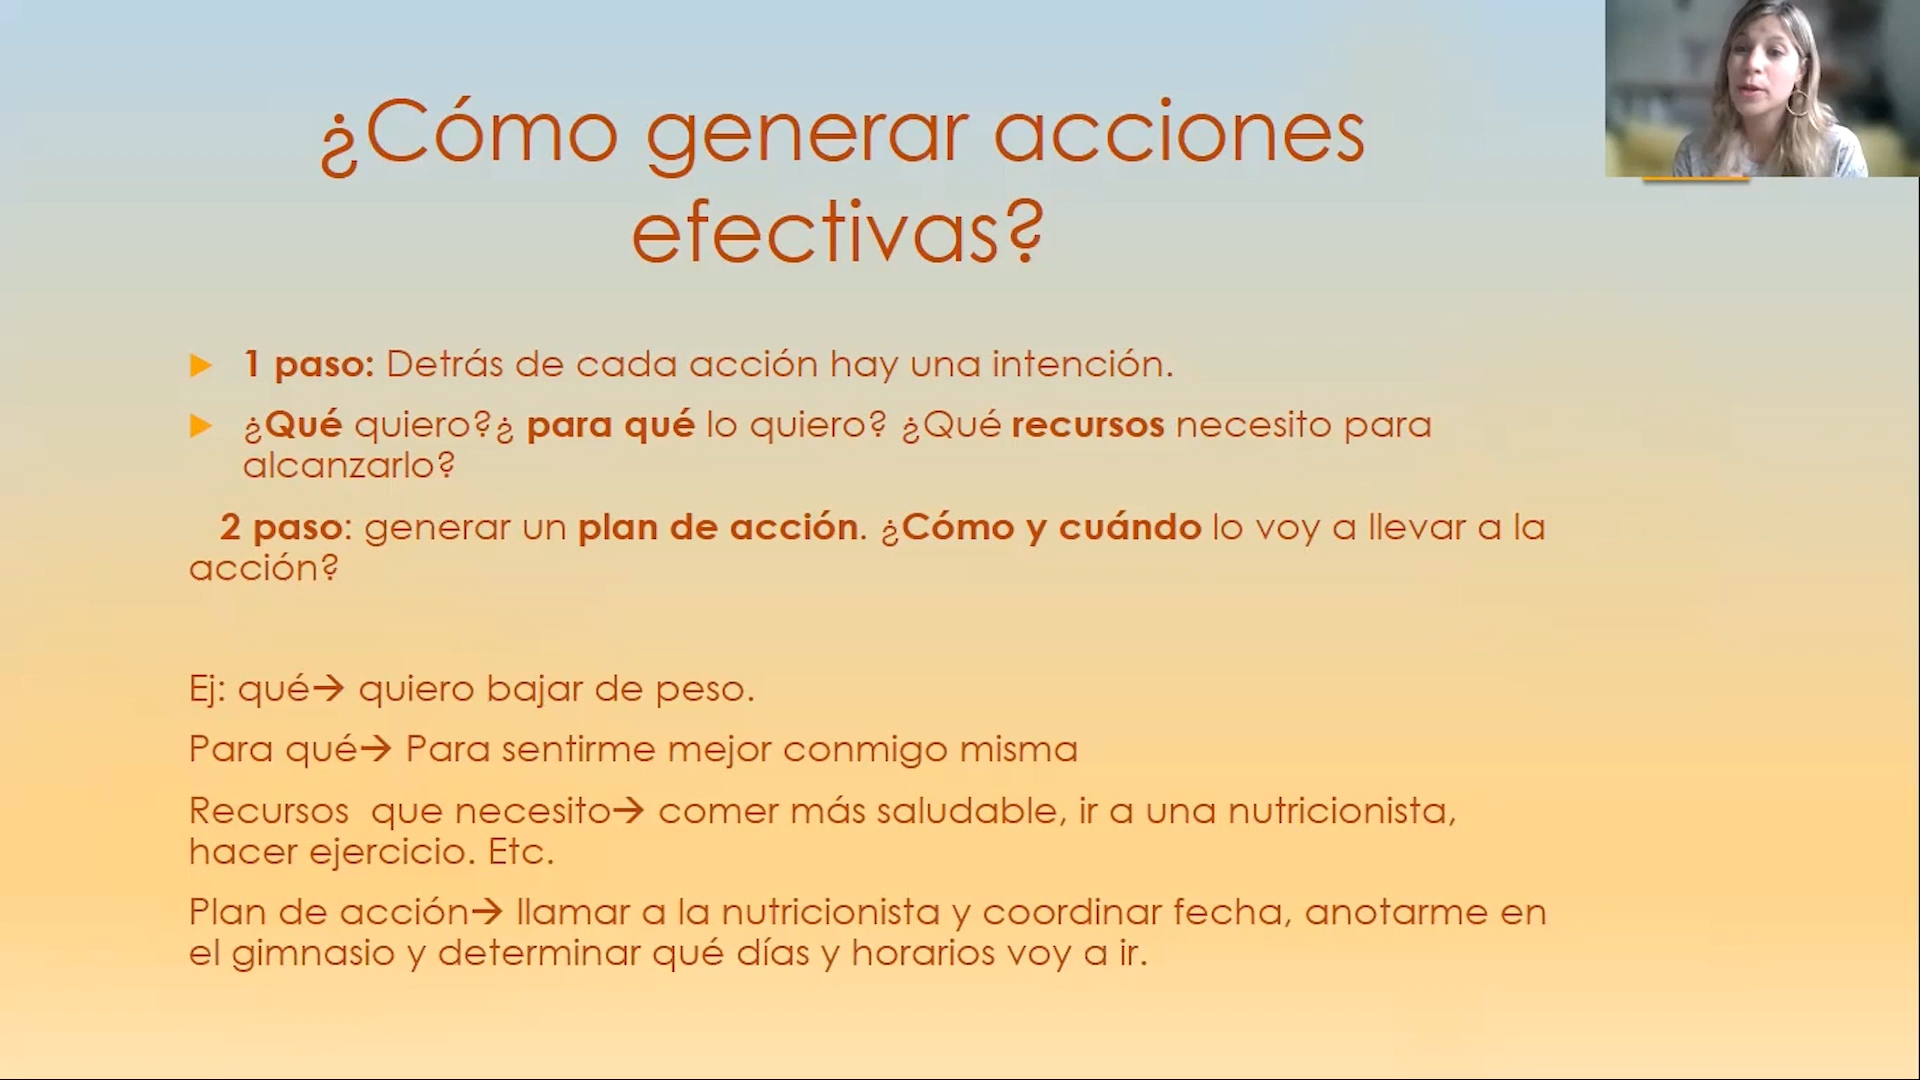 ¿Cómo generar acciones
efectivas?
1 paso: Detrás de cada acción hay una intención.
¿Qué quiero?¿ para qué lo quiero? ¿Qué recursos necesito para
alcanzarlo?
2 paso: generar un plan de acción. ¿Cómo y cuándo lo voy a llevar a la
acción?
Ej: qué→ quiero bajar de peso.
Para qué→ Para sentirme mejor conmigo misma
Recursos  que necesito→ comer más saludable, ir a una nutricionista,
hacer ejercicio. Etc.
Plan de acción→ llamar a la nutricionista y coordinar fecha, anotarme en
el gimnasio y determinar qué días y horarios voy a ir.